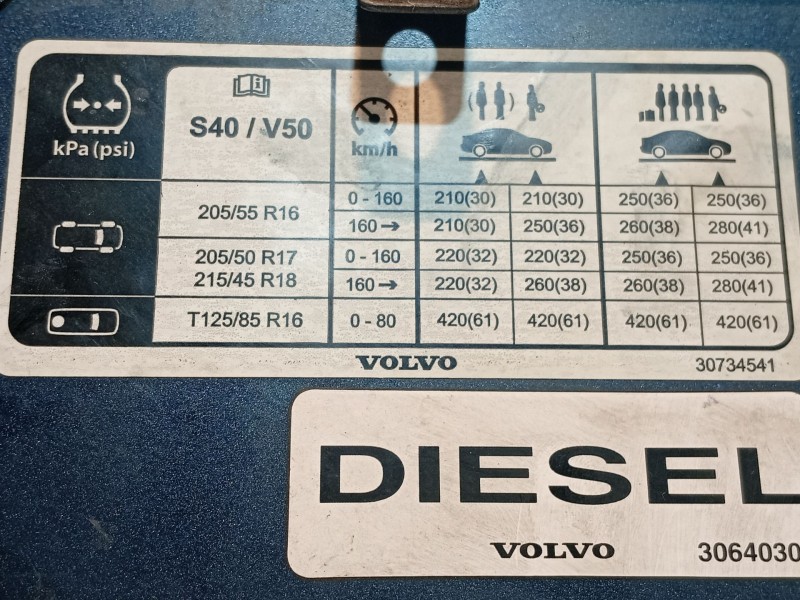 kPa (psi)
S40 / V50
km/h
205/55 R16
0 - 160 210(30) 210(30) 250(36) 250(36)
160 → 210(30) 250(36) 260(38) 280(41)
205/50 R17
215/45 R18
0 - 160 220(32) 220(32) 250(36) 250(36)
160 → 220(32) 260(38) 260(38) 280(41)
T125/85 R16 0 - 80 420(61) 420(61) 420(61) 420(61)
VOLVO 30734541
DIESEL
VOLVO 3064030